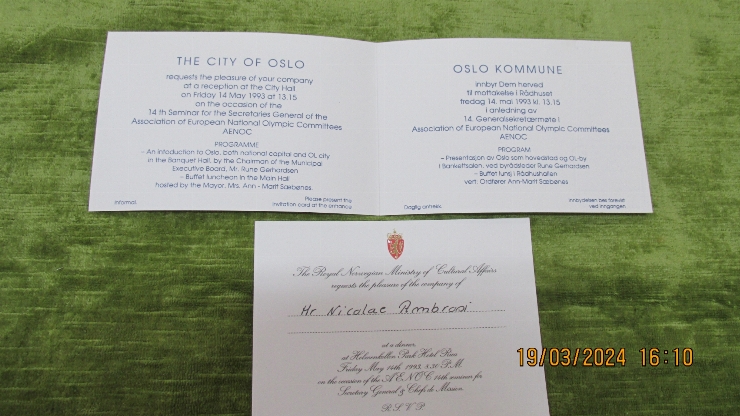 THE CITY OF OSLO
requests the pleasure of your company
at a reception at the City Hall
on Friday 14 May 1993 at 13.15
on the occasion of the
14 th Seminar for the Secretaries General of the
Association of European National Olympic Committees
AENOC
PROGRAMME
– An intoduction to Oslo, both national capital and OL-city
in the Banquet Hall, by the Chairman of the Municipal
Executive Board, Mr. Rune Gerhardsen
– Buffet luncheon in the Main Hall
hosted by the Mayor, Mrs. Ann - Marit Sæbønes.
Informal.
Please present the
invitation card at the entrance
OSLO KOMMUNE
innbyr Dem herved
til mottakelse i Rådhuset
fredag 14. mai 1993 kl. 13.15
i anledning av
14. Generalsekretærmøte i
Association of European National Olympic Committees
AENOC
PROGRAM
– Presentasjon av Oslo som hovedstad og OL-by
i Bankettsalen, ved byrådsleder Rune Gerhardsen.
– Buffet lunsj i Rådhushallen
vert: Ordfører Ann-Marit Sæbønes.
Daglig antrekk.
Innbydelsen bes forevist
ved inngangen.
The Royal Norwegian Ministry of Cultural Affairs
requests the pleasure of the company of
Mr Nicolae Ambrosi
at a dinner
at Holmenkollen Park Hotel Rica
Friday May 14th 1993, 8.30 P.M.
on the occasion of the A.E.N.O.C. 14th seminar for
Secretary General & Chefs de Mission
R.S.V.P.
19/03/2024 16:10